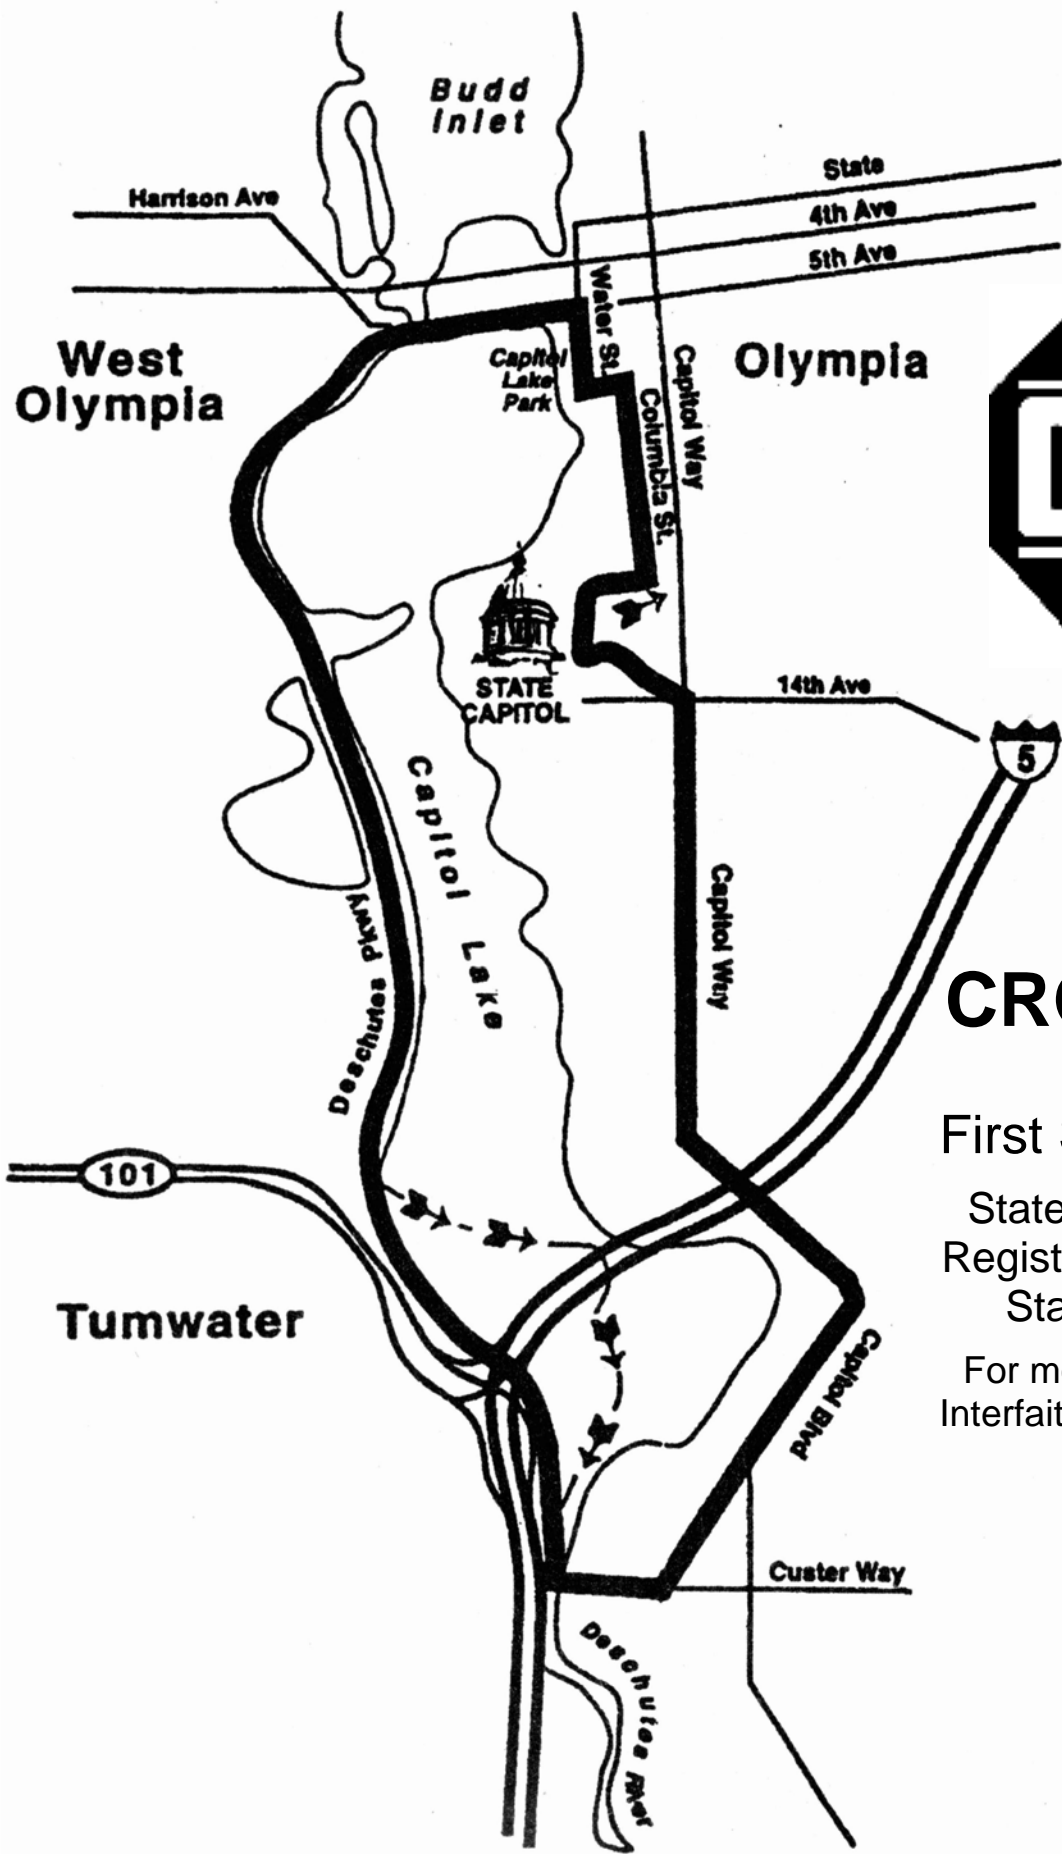 Budd
Inlet
State
Harrison Ave
4th Ave
5th Ave
Water St.
West
Olympia
Capitol
Lake
Park
Capitol Way
Olympia
Columbia St.
STATE
CAPITOL
14th Ave
5
Capitol Lake
Capitol Way
Deschutes Pkwy
CRO
First
101
State
Regist
Sta
Tumwater
For m
Interfait
Capitol Blvd
Custer Way
Deschutes River